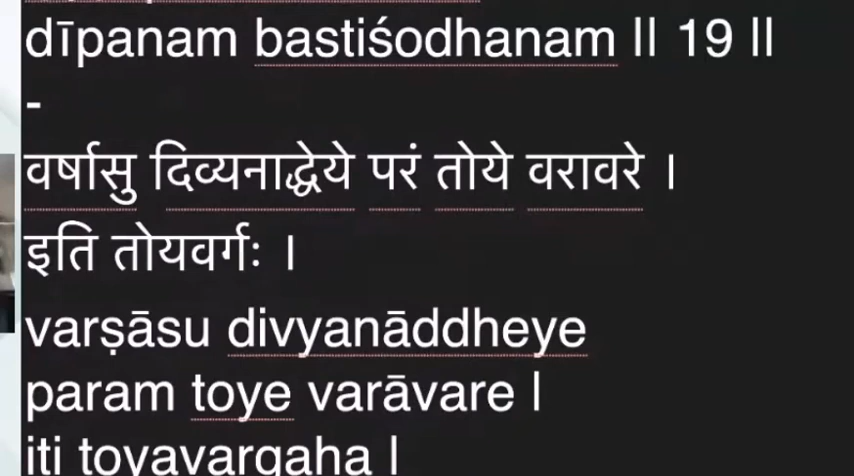 dīpanam bastiśodhanam || 19 ||
-
वर्षासु दिव्यनाद्धेये परं तोये वरावरे ।
इति तोयवर्गः ।
varṣāsu divyanāddheye
param toye varāvare |
iti toyavargaha |